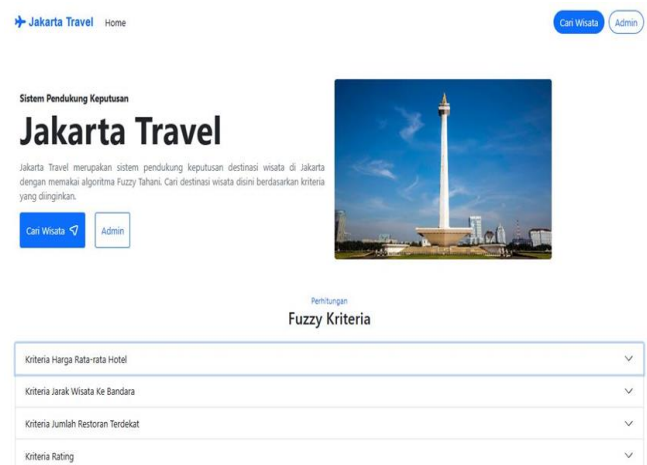 Jakarta Travel Home Cari Wisata Admin
Sistem Pendukung Keputusan
Jakarta Travel
Jakarta Travel merupakan sistem pendukung keputusan destinasi wisata di Jakarta
dengan memakai algoritma Fuzzy Tahani. Cari destinasi wisata disini berdasarkan kriteria
yang diinginkan.
Cari Wisata Admin
Perhitungan
Fuzzy Kriteria
Kriteria Harga Rata-rata Hotel
Kriteria Jarak Wisata Ke Bandara
Kriteria Jumlah Restoran Terdekat
Kriteria Rating